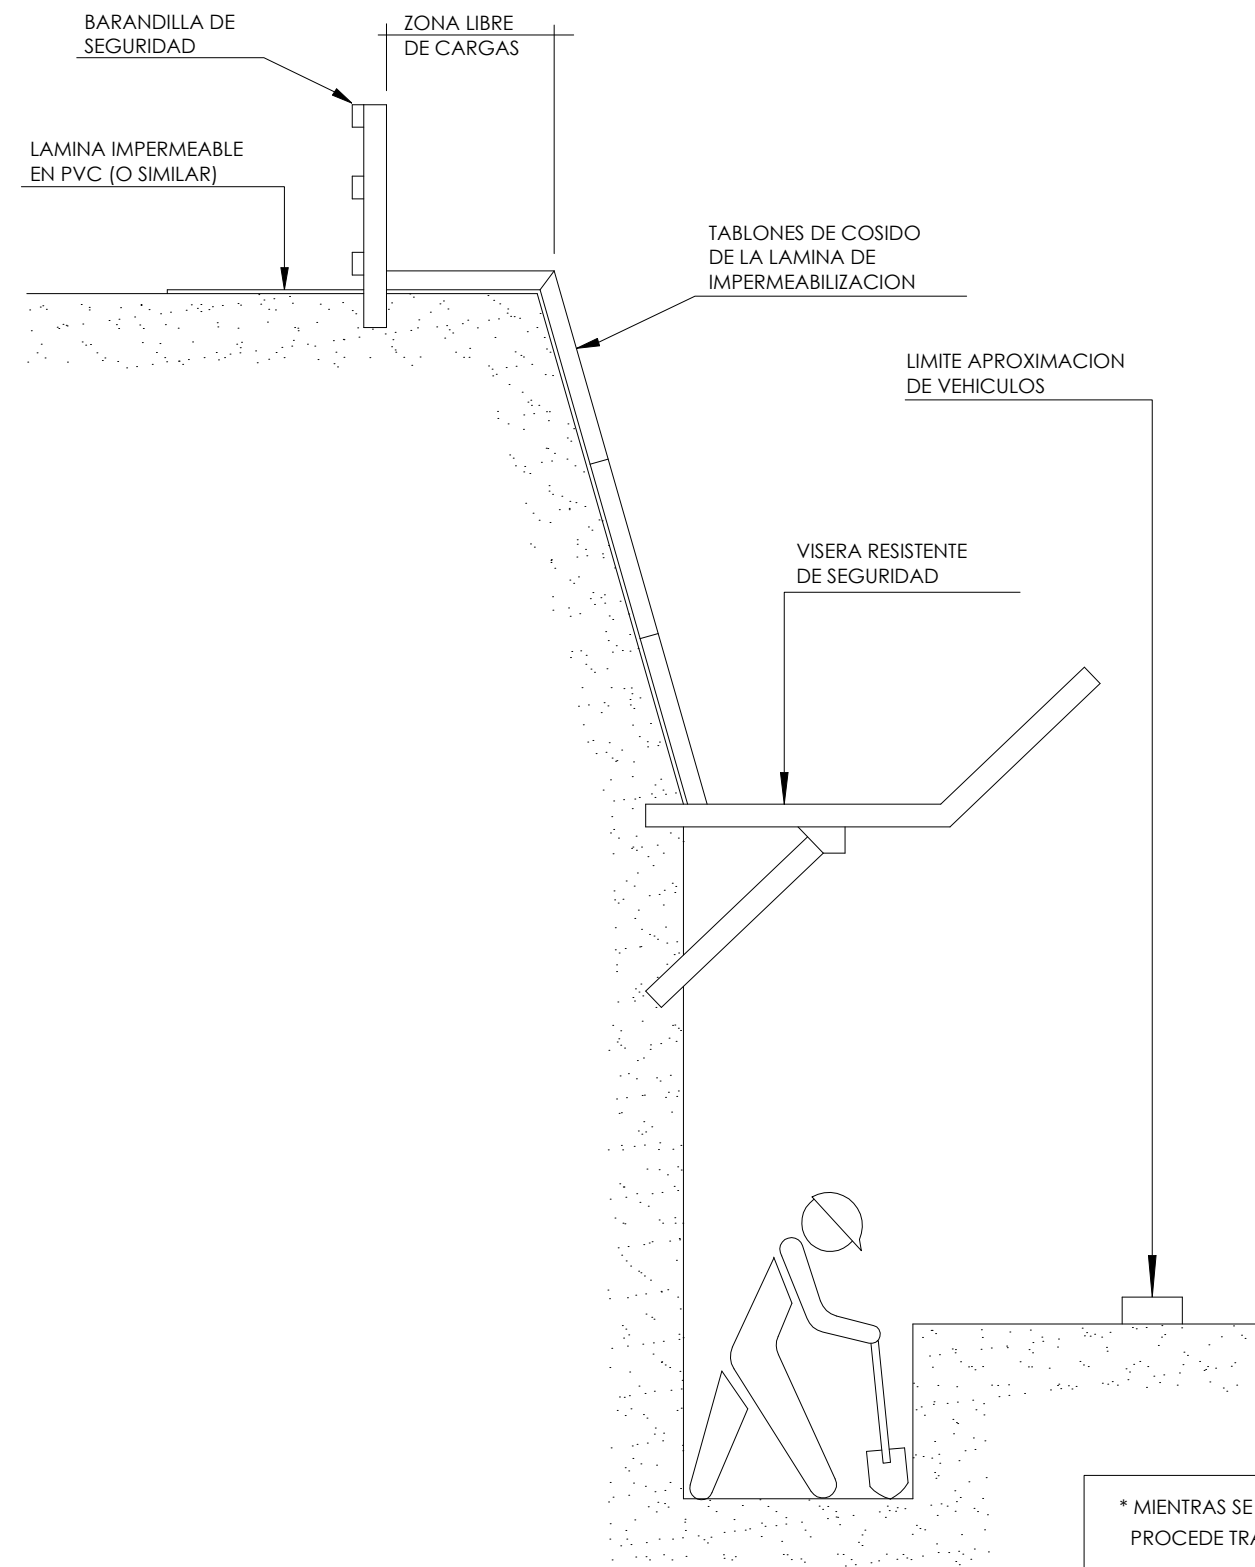 BARANDILLA DE
SEGURIDAD
ZONA LIBRE
DE CARGAS
LAMINA IMPERMEABLE
EN PVC (O SIMILAR)
TABLONES DE COSIDO
DE LA LAMINA DE
IMPERMEABILIZACION
LIMITE APROXIMACION
DE VEHICULOS
VISERA RESISTENTE
DE SEGURIDAD
* MIENTRAS SE
PROCEDE TRA